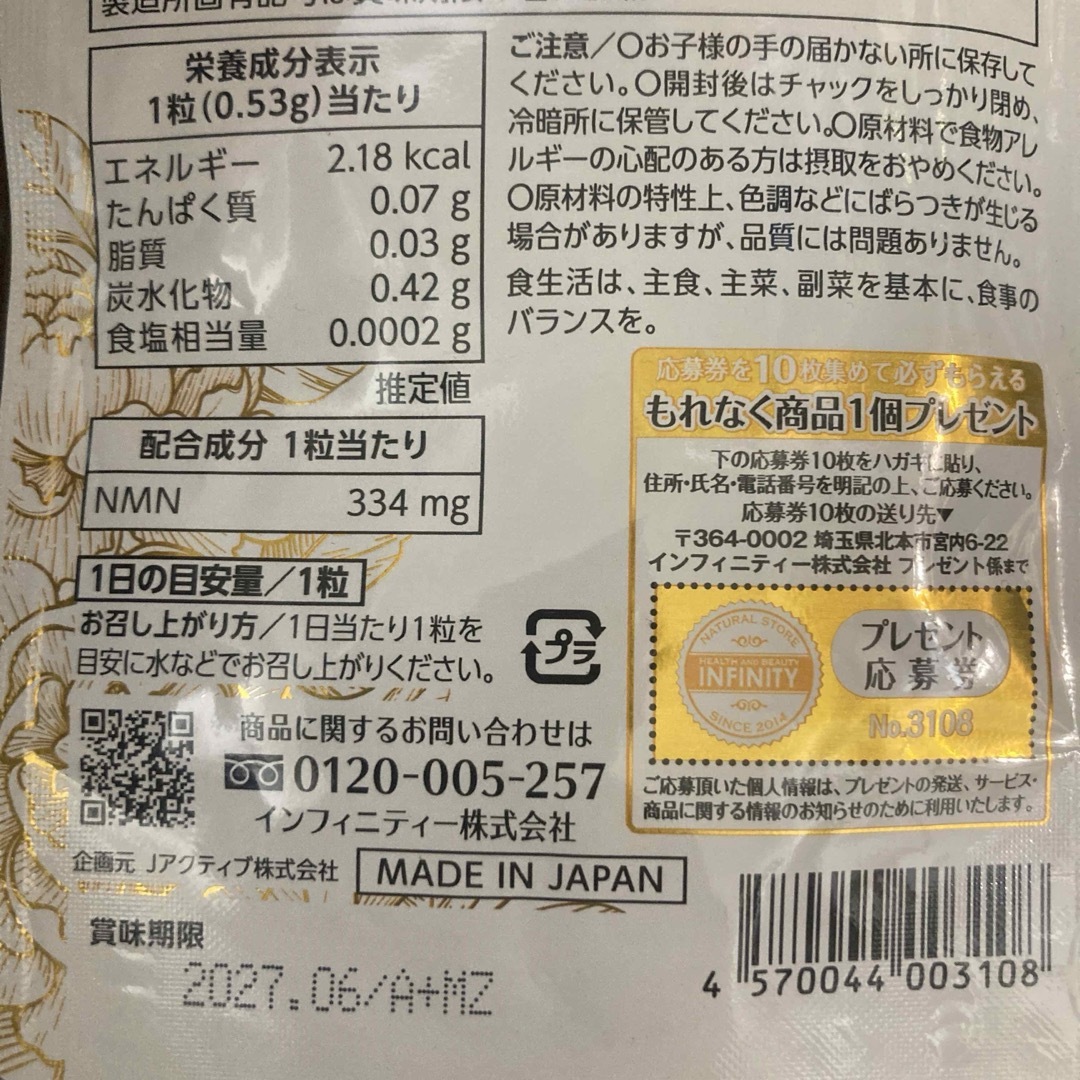 栄養成分表示
1粒(0.53g)当たり
エネルギー 2.18 kcal
たんぱく質 0.07 g
脂質 0.03 g
炭水化物 0.42 g
食塩相当量 0.0002 g
推定値
配合成分 1粒当たり
NMN 334 mg
1日の目安量/1粒
お召し上がり方/1日当たり1粒を
目安に水などでお召し上がりください。
商品に関するお問い合わせは
0120-005-257
インフィニティー株式会社
企画元 Jアクティブ株式会社
MADE IN JAPAN
賞味期限
2027.06/A+MZ
ご注意/〇お子様の手の届かない所に保存して
ください。〇開封後はチャックをしっかり閉め、
冷暗所に保管してください。〇原材料で食物アレ
ルギーの心配のある方は摂取をおやめください。
〇原材料の特性上、色調などにばらつきが生じる
場合がありますが、品質には問題ありません。
食生活は、主食、主菜、副菜を基本に、食事の
バランスを。
プラ
応募券を10枚集めて必ずもらえる
もれなく商品1個プレゼント
下の応募券10枚をハガキに貼り、
住所・氏名・電話番号を明記の上、ご応募ください。
応募券10枚の送り先▼
〒364-0002 埼玉県北本市宮内6-22
インフィニティー株式会社 プレゼント係まで
NATURAL STORE
HEALTH AND BEAUTY
INFINITY
SINCE 2014
プレゼント
応募券
No.3108
ご応募頂いた個人情報は、プレゼントの発送、サービス・
商品に関する情報のお知らせのために利用いたします。
4 570044 003108